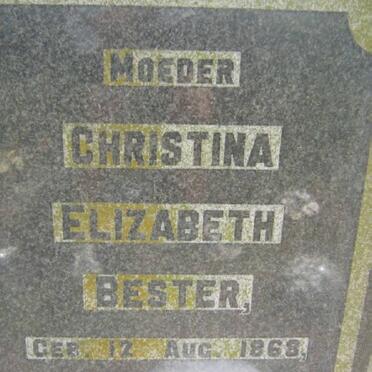 MOEDER
CHRISTINA
ELIZABETH
BESTER,
GEB. 12 AUG. 1868,